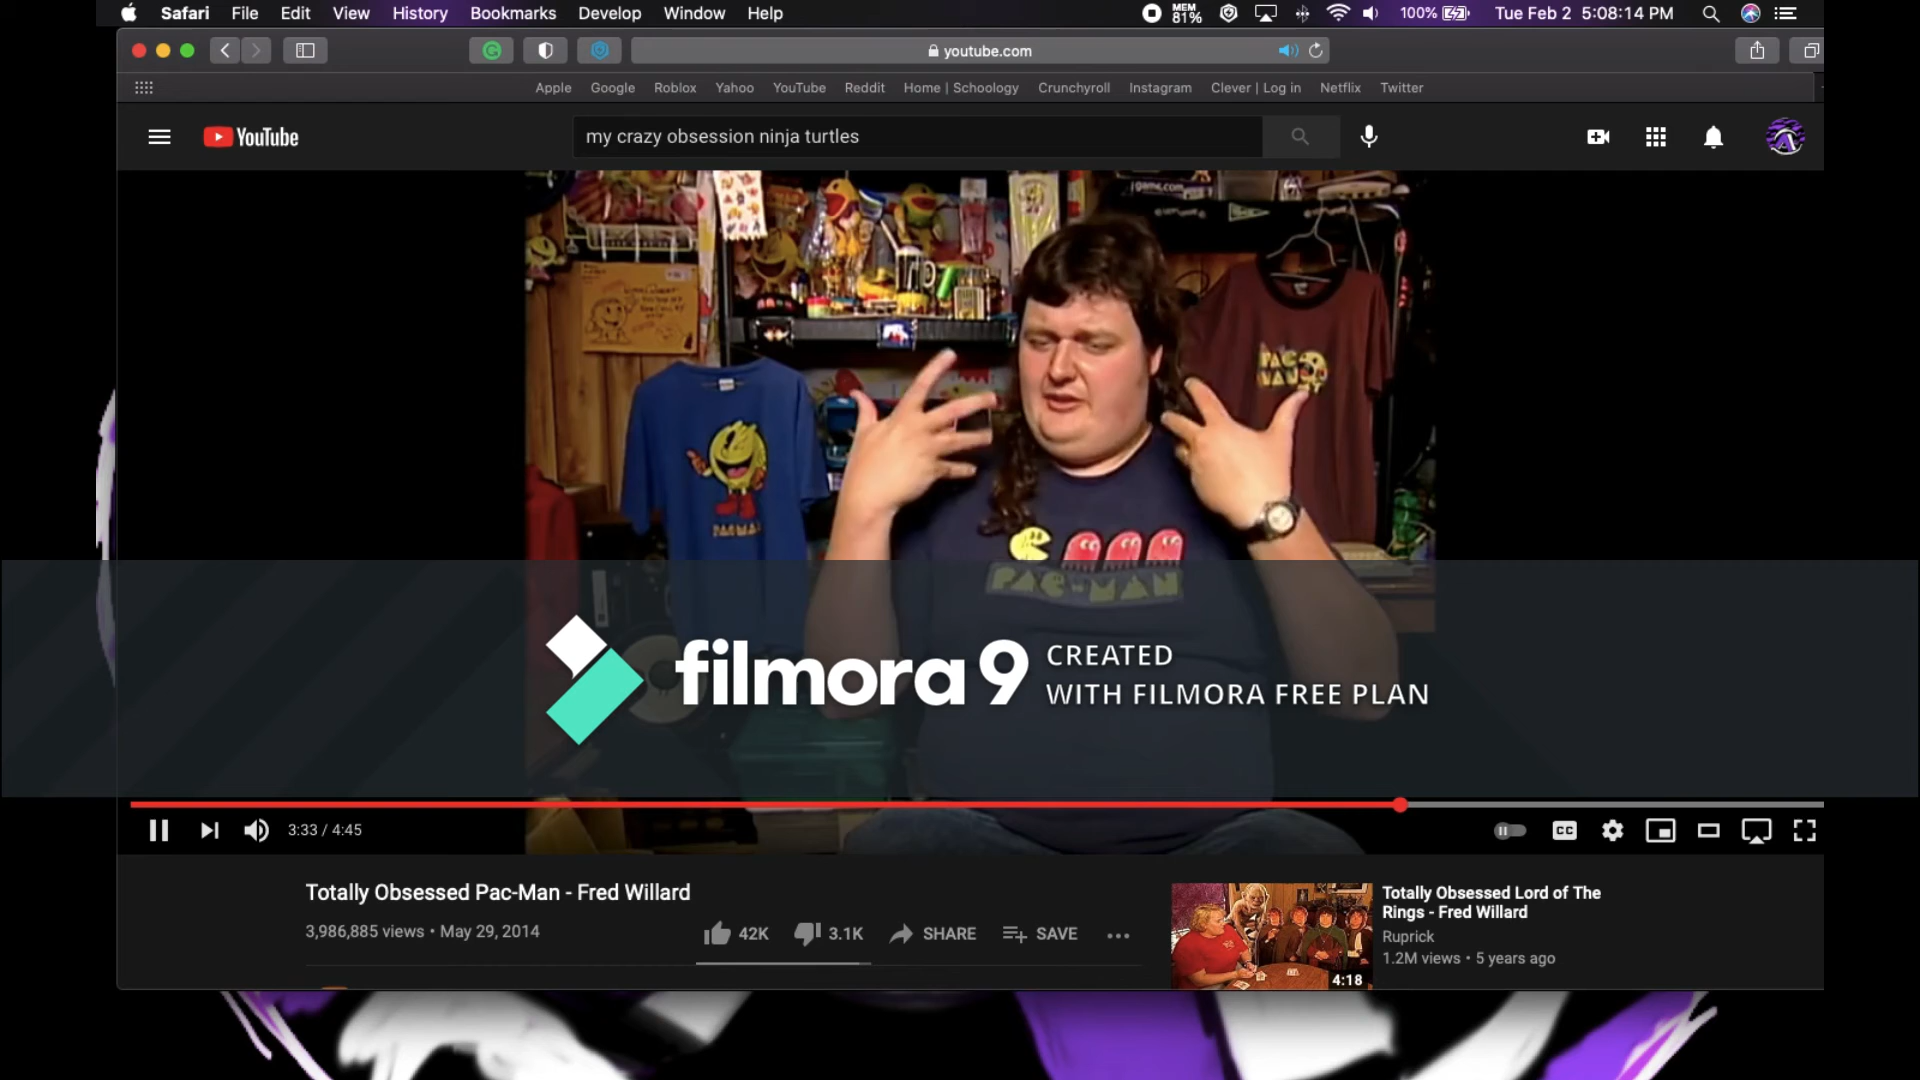 Safari File Edit View History Bookmarks Develop Window Help
MEM 81% 100% Tue Feb 2 5:08:14 PM
youtube.com
Apple Google Roblox Yahoo YouTube Reddit Home | Schoology Crunchyroll Instagram Clever | Log in Netflix Twitter
YouTube
my crazy obsession ninja turtles
PAC-MAN
PAC-MAN
filmora 9 CREATED
WITH FILMORA FREE PLAN
3:33 / 4:45
CC
Totally Obsessed Pac-Man - Fred Willard
3,986,885 views • May 29, 2014
42K 3.1K SHARE SAVE
Totally Obsessed Lord of The
Rings - Fred Willard
Ruprick
1.2M views • 5 years ago
4:18